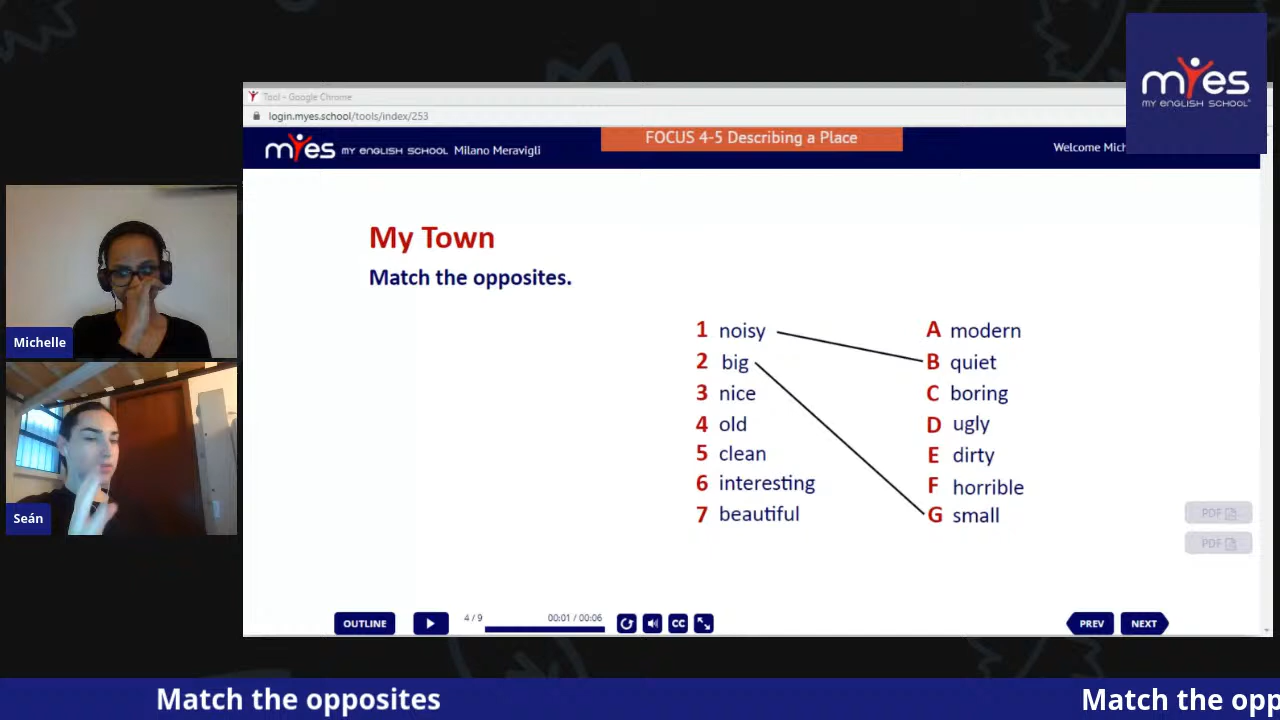 myes
MY ENGLISH SCHOOL
Tool - Google Chrome
login.myes.school/tools/index/253
myes MY ENGLISH SCHOOL Milano Meravigli
FOCUS 4-5 Describing a Place
Welcome Mich
My Town
Match the opposites.
1 noisy A modern
2 big B quiet
3 nice C boring
4 old D ugly
5 clean E dirty
6 interesting F horrible
7 beautiful G small
Michelle
Seán
PDF
PDF
OUTLINE 4 / 9 00:01 / 00:06 CC PREV NEXT
Match the opposites Match the opp